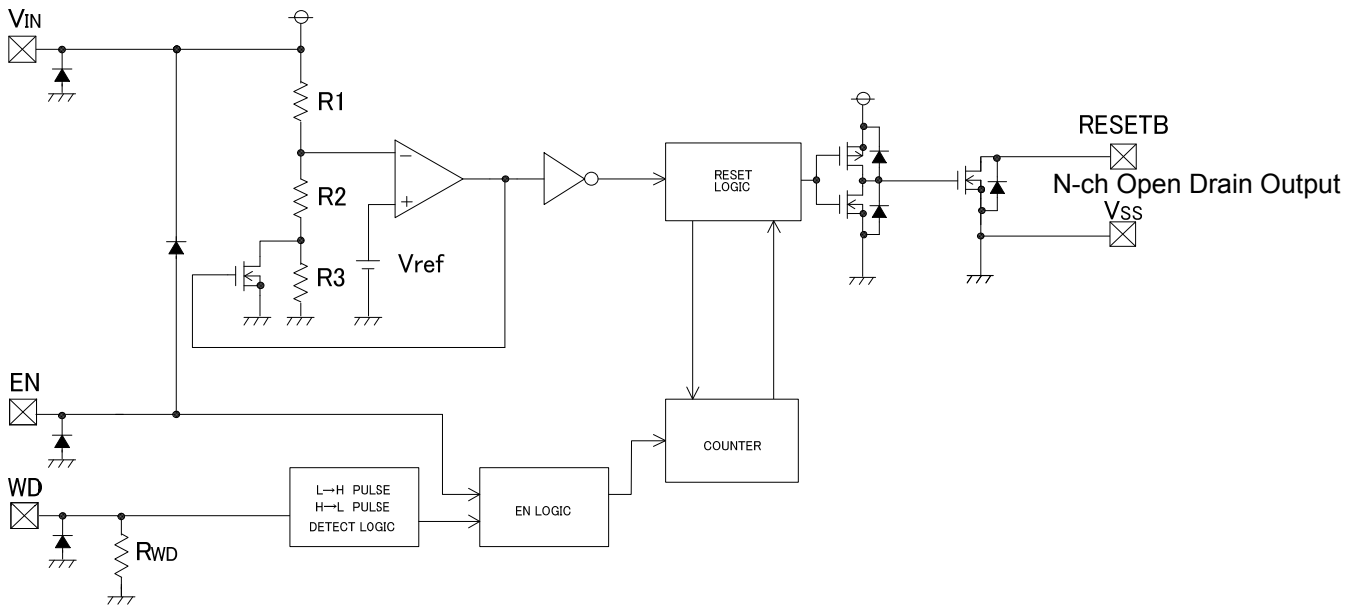 VIN
R1
R2
R3
−
+
Vref
RESET
LOGIC
RESETB
N-ch Open Drain Output
VSS
EN
COUNTER
WD
L→H PULSE
H→L PULSE
DETECT LOGIC
EN LOGIC
RWD